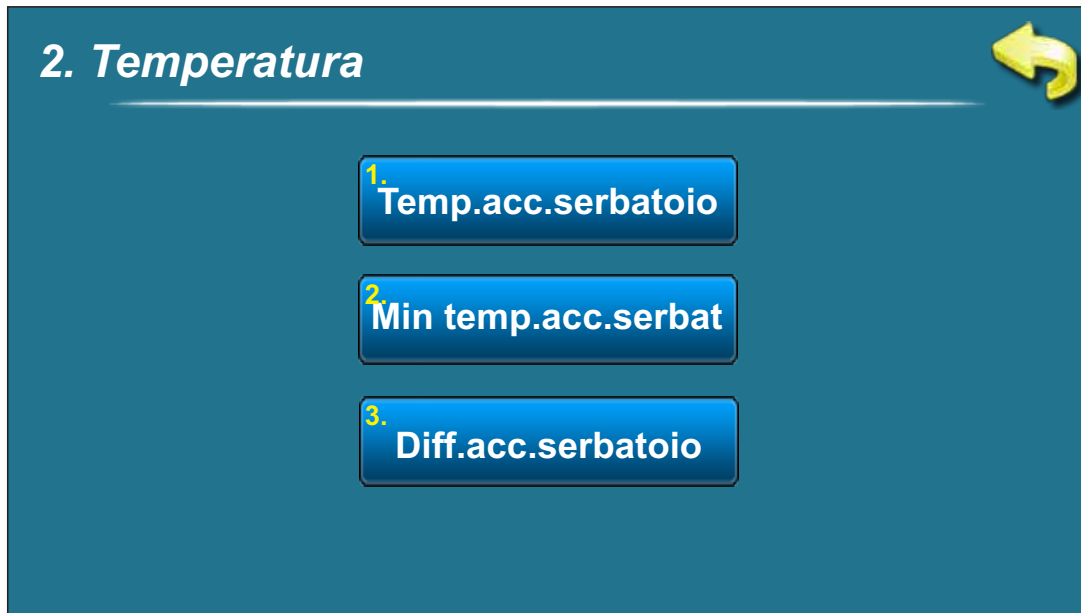 2. Temperatura
1.
Temp.acc.serbatoio
2.
Min temp.acc.serbat
3.
Diff.acc.serbatoio